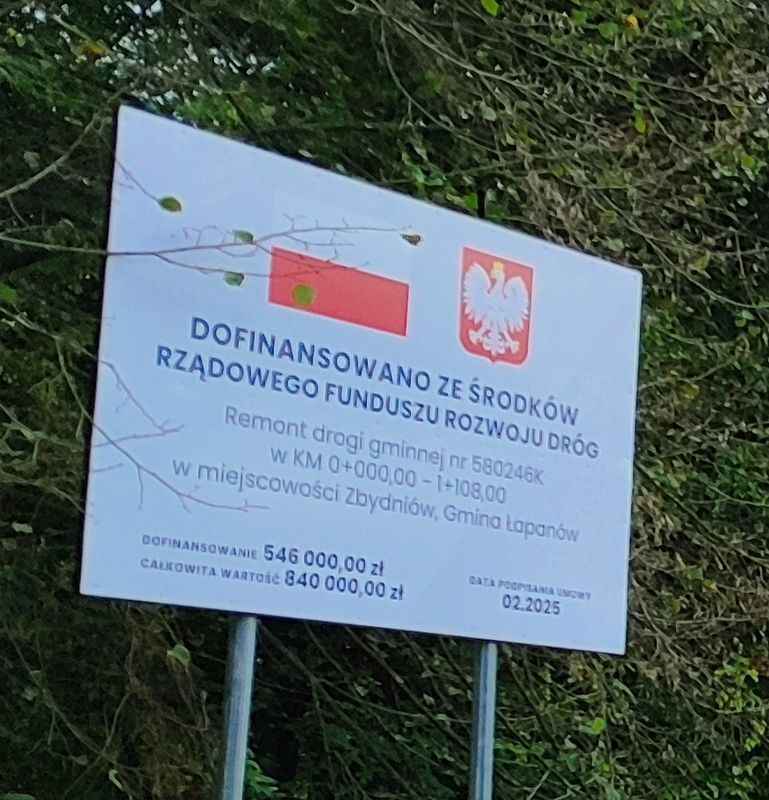 DOFINANSOWANO ZE ŚRODKÓW
RZĄDOWEGO FUNDUSZU ROZWOJU DRÓG
Remont drogi gminnej nr 580246K
w KM 0+000,00 - 1+108,00
w miejscowości Zbydniów, Gmina Łapanów
DOFINANSOWANIE 546 000,00 zł
CAŁKOWITA WARTOŚĆ 840 000,00 zł
DATA PODPISANIA UMOWY
02.2025